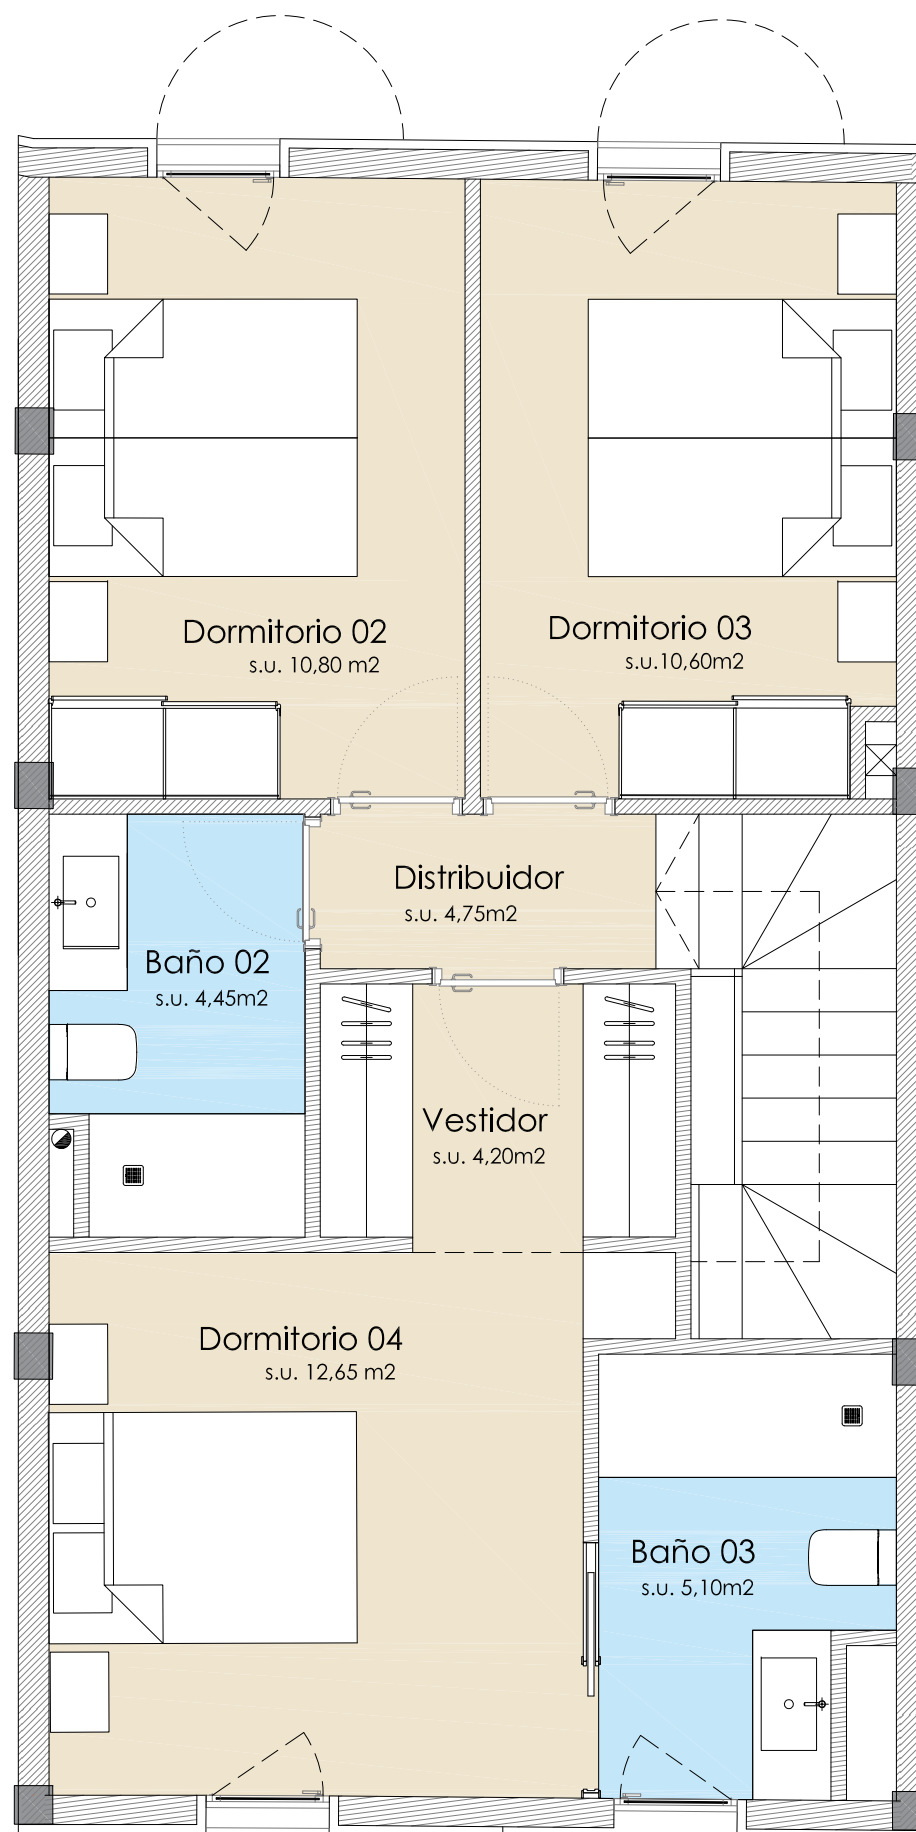 Dormitorio 02
s.u. 10,80 m2
Dormitorio 03
s.u.10,60m2
Distribuidor
s.u. 4,75m2
Baño 02
s.u. 4,45m2
Vestidor
s.u. 4,20m2
Dormitorio 04
s.u. 12,65 m2
Baño 03
s.u. 5,10m2